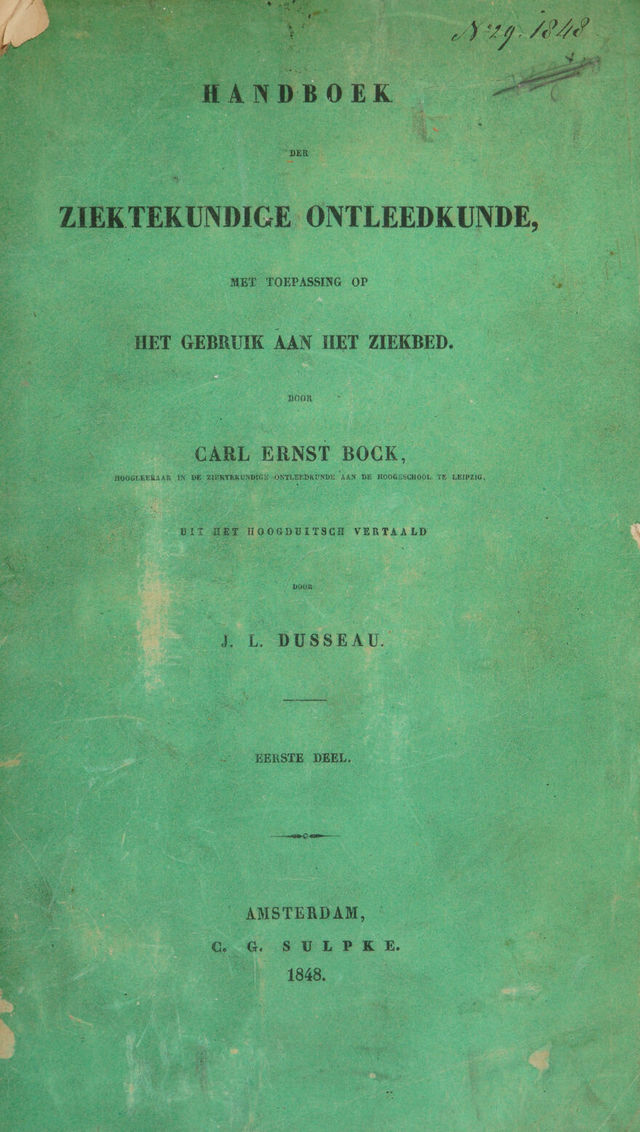 No 29. 1848
HANDBOEK
DER
ZIEKTEKUNDIGE ONTLEEDKUNDE,
MET TOEPASSING OP
HET GEBRUIK AAN HET ZIEKBED.
DOOR
CARL ERNST BOCK,
HOOGLEERAAR IN DE ZIEKTEKUNDIGE ONTLEEDKUNDE AAN DE HOOGESCHOOL TE LEIPZIG,
UIT HET HOOGDUITSCH VERTAALD
DOOR
J. L. DUSSEAU.
EERSTE DEEL.
AMSTERDAM,
C. G. SULPKE.
1848.